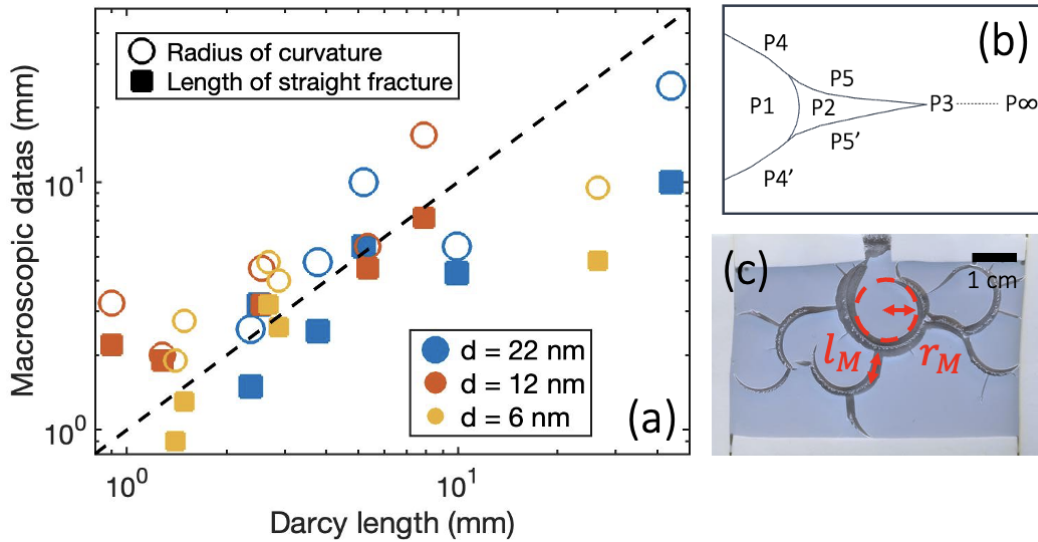 Macroscopic datas (mm)
10¹
10⁰
Radius of curvature
Length of straight fracture
d = 22 nm
d = 12 nm
d = 6 nm
(a)
10⁰
10¹
Darcy length (mm)
(b)
P4
P5
P1
P2
P3
P∞
P5'
P4'
(c)
1 cm
l_M
r_M